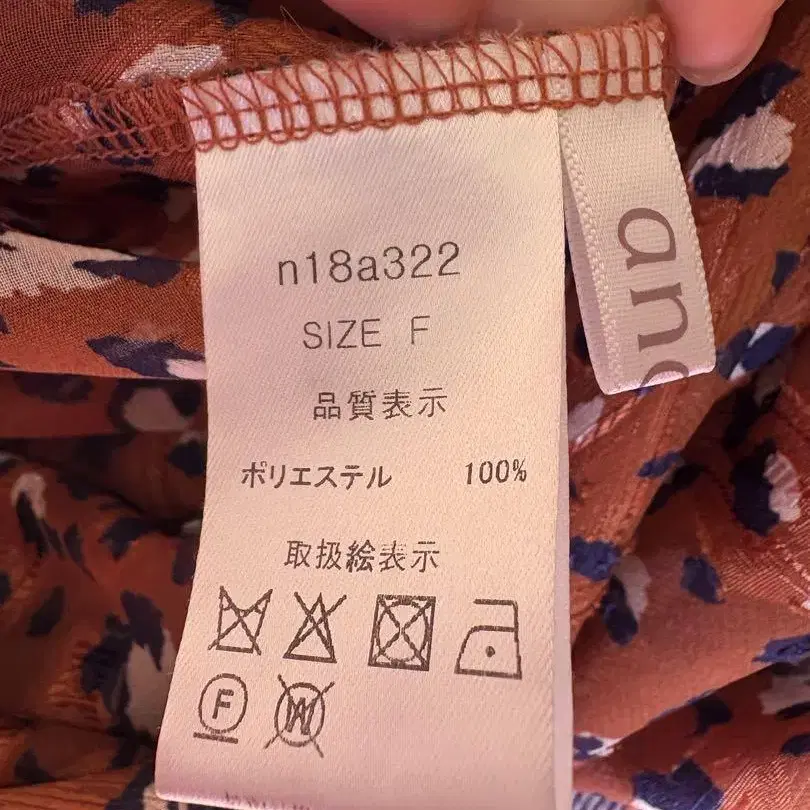 n18a322
SIZE F
品質表示
ポリエステル 100%
取扱絵表示
F
W
an